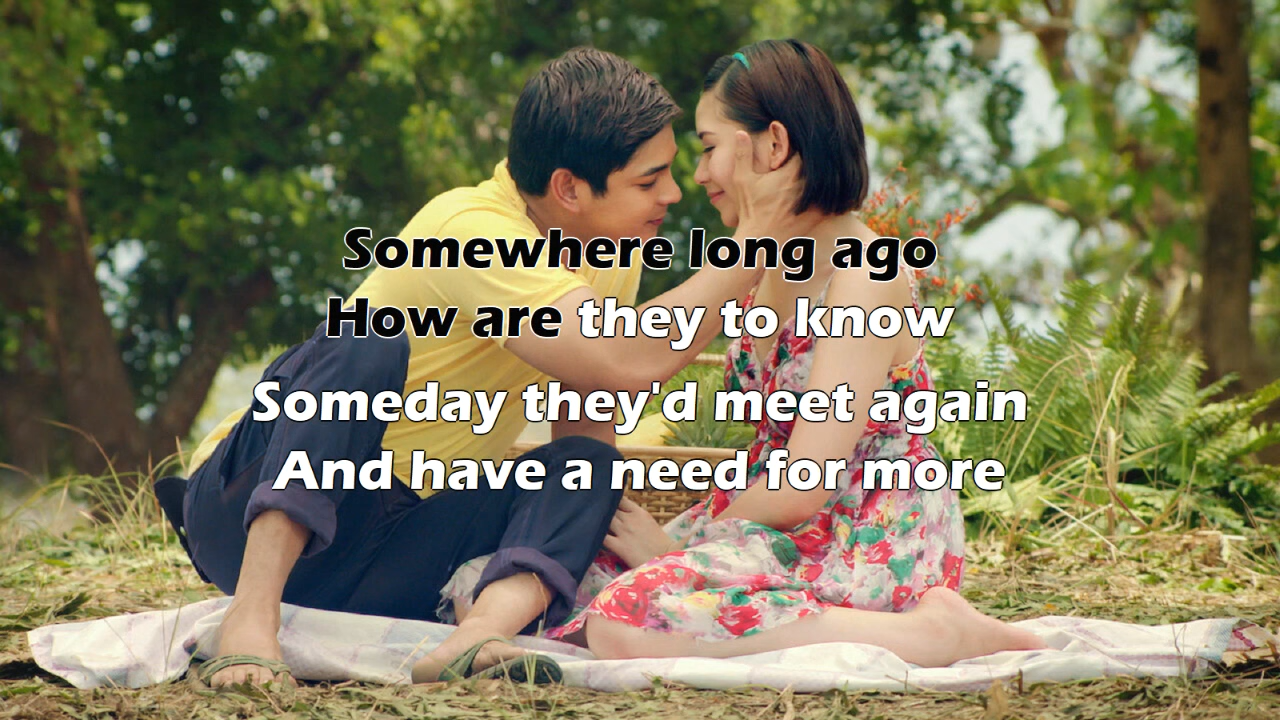 Somewhere long ago
How are they to know
Someday they'd meet again
And have a need for more